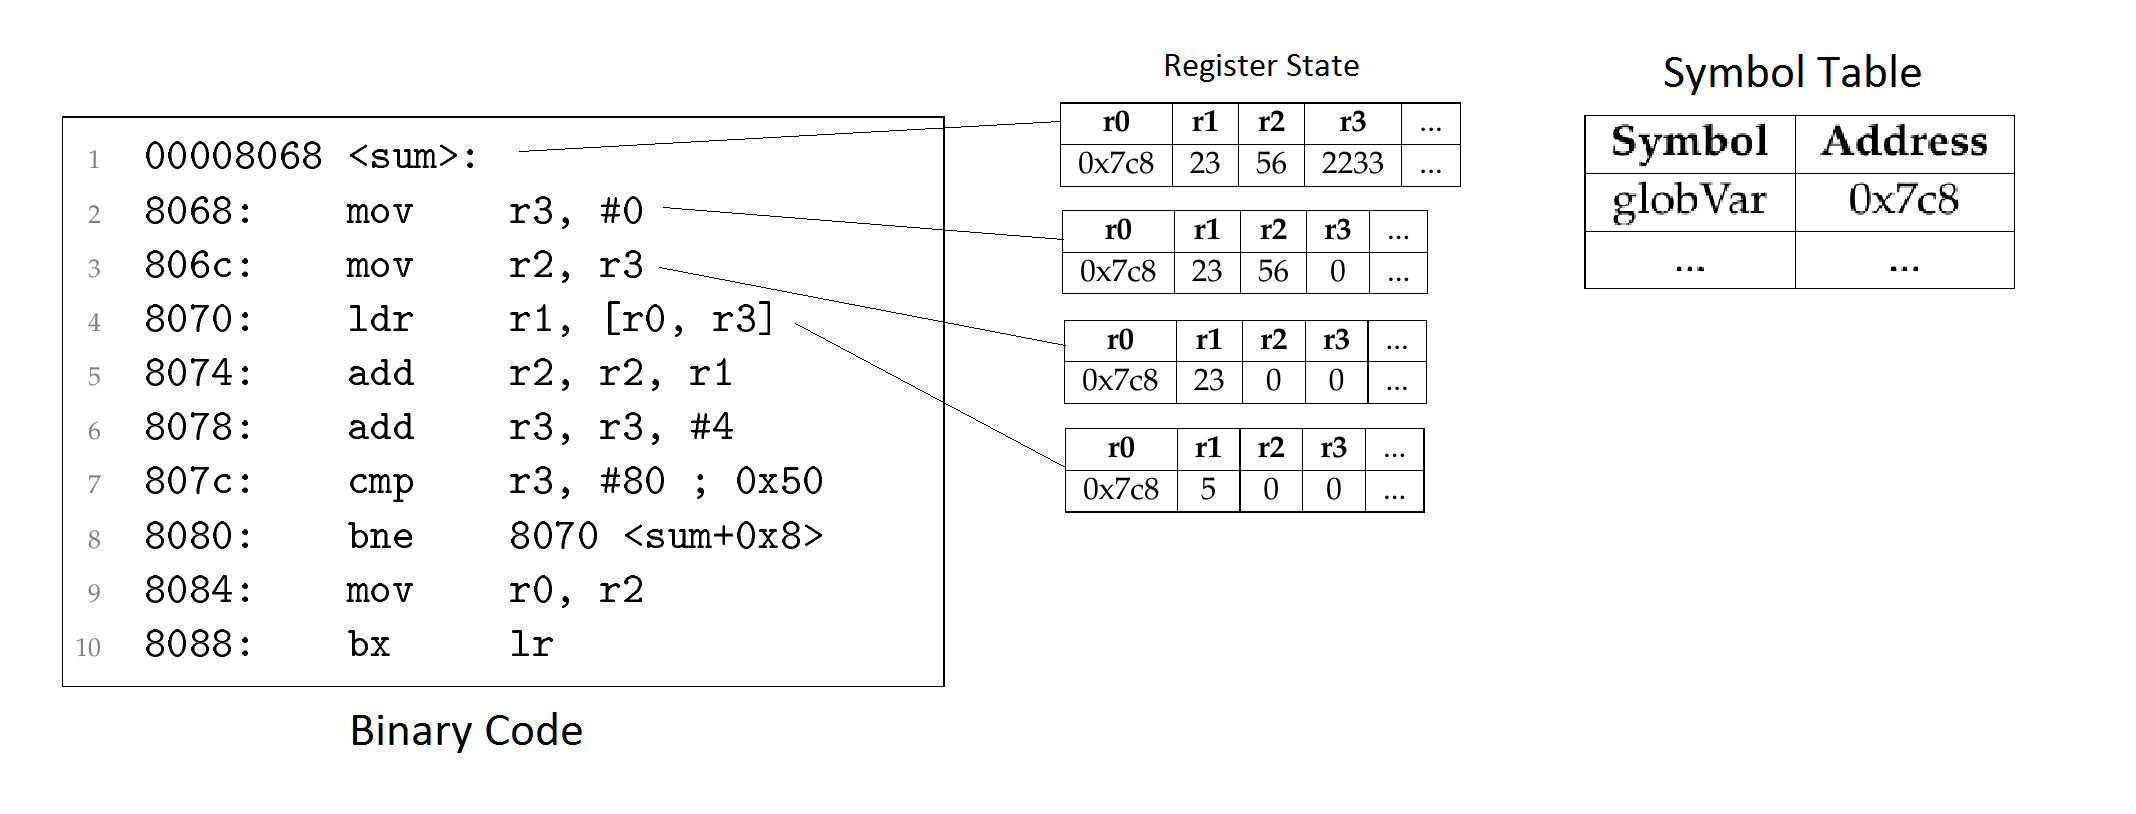 Register State
Symbol Table
1 00008068 <sum>:
2 8068: mov r3, #0
3 806c: mov r2, r3
4 8070: ldr r1, [r0, r3]
5 8074: add r2, r2, r1
6 8078: add r3, r3, #4
7 807c: cmp r3, #80 ; 0x50
8 8080: bne 8070 <sum+0x8>
9 8084: mov r0, r2
10 8088: bx lr
Binary Code
r0 r1 r2 r3 ...
0x7c8 23 56 2233 ...
r0 r1 r2 r3 ...
0x7c8 23 56 0 ...
r0 r1 r2 r3 ...
0x7c8 23 0 0 ...
r0 r1 r2 r3 ...
0x7c8 5 0 0 ...
Symbol Address
globVar 0x7c8
... ...